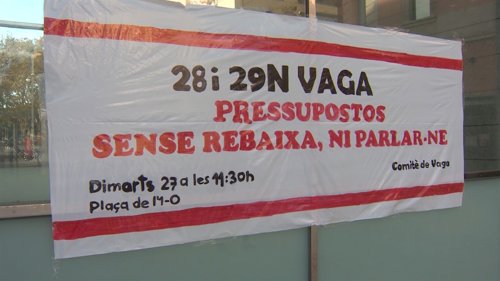 28 i 29N VAGA
PRESSUPOSTOS
SENSE REBAIXA, NI PARLAR-NE
Comitè de Vaga
Dimarts 27 a les 11:30h
Plaça de l'1-O